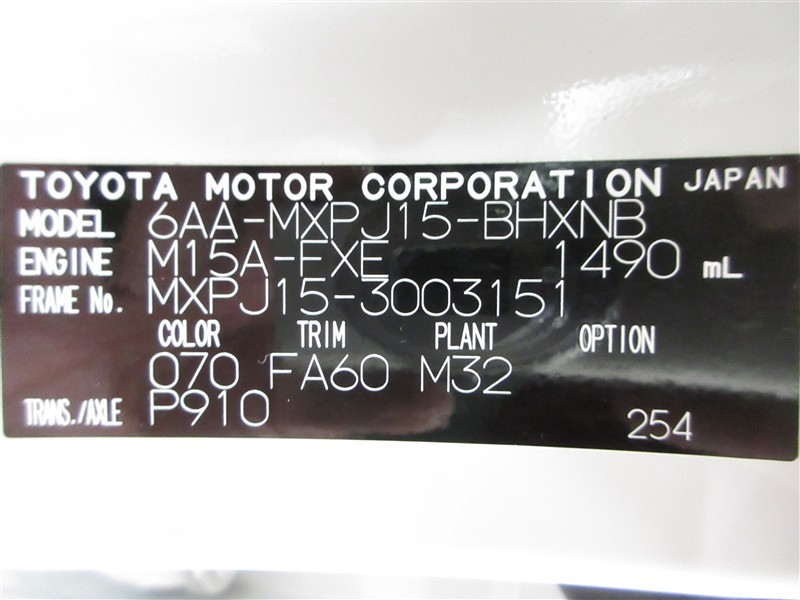 TOYOTA MOTOR CORPORATION JAPAN
MODEL 6AA-MXPJ15-BHXNB
ENGINE M15A-FXE 1490 mL
FRAME No. MXPJ15-3003151
COLOR TRIM PLANT OPTION
070 FA60 M32
TRANS./AXLE P910
254